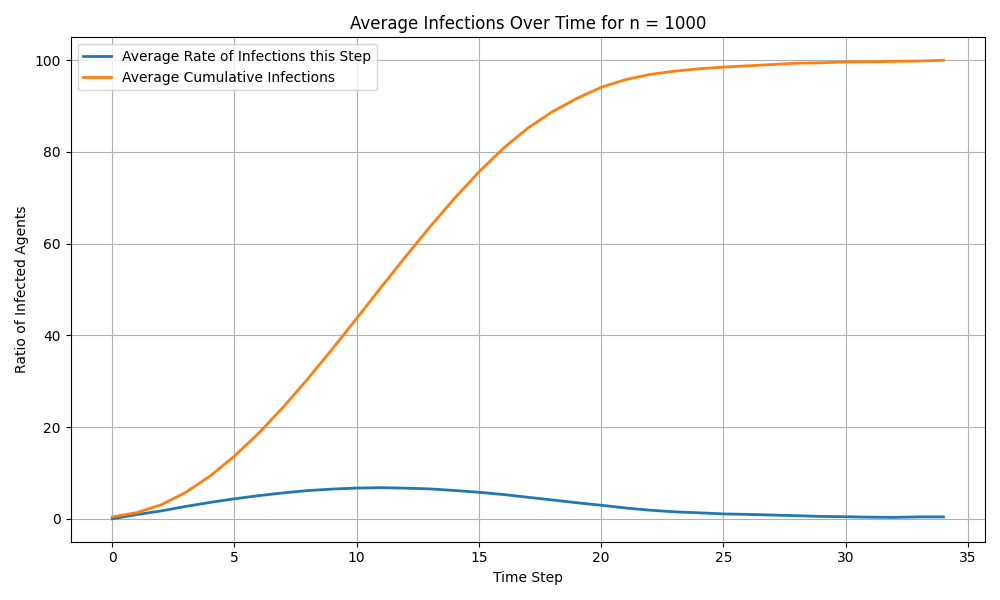 Average Infections Over Time for n = 1000
Average Rate of Infections this Step
Average Cumulative Infections
Ratio of Infected Agents
100
80
60
40
20
0
0 5 10 15 20 25 30 35
Time Step